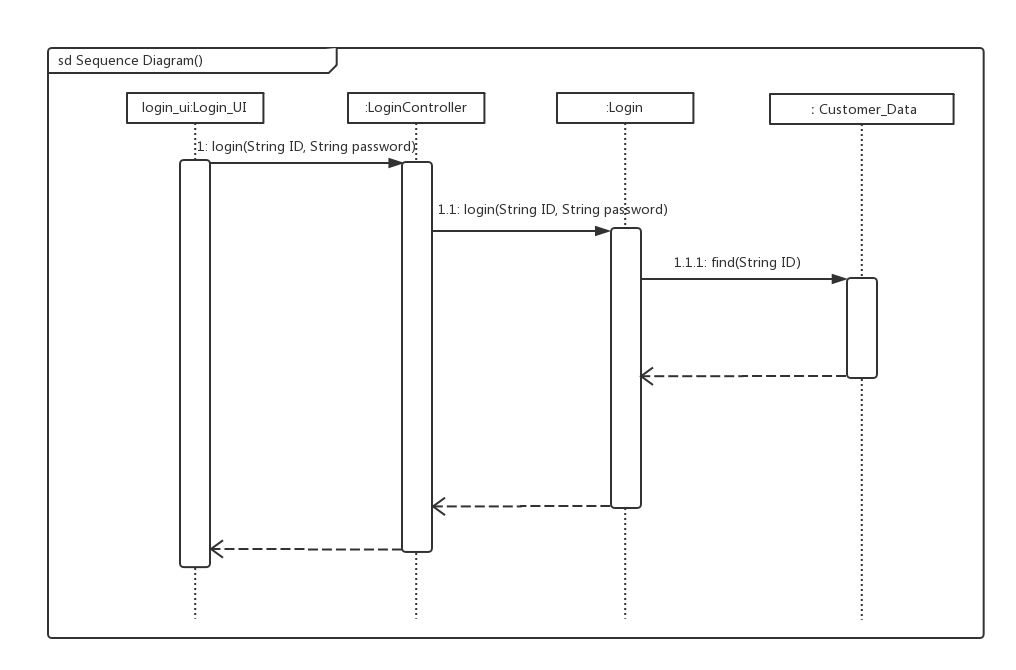 sd Sequence Diagram()
login_ui:Login_UI
:LoginController
:Login
: Customer_Data
1: login(String ID, String password)
1.1: login(String ID, String password)
1.1.1: find(String ID)